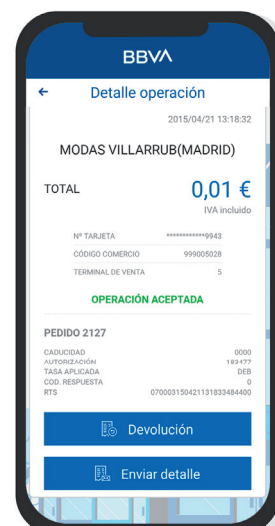 BBVA
Detalle operación
2015/04/21 13:18:32
MODAS VILLARRUB(MADRID)
TOTAL 0,01 €
IVA incluido
Nº TARJETA ************9943
CÓDIGO COMERCIO 999005028
TERMINAL DE VENTA 5
OPERACIÓN ACEPTADA
PEDIDO 2127
CADUCIDAD 0000
AUTORIZACIÓN 182477
TASA APLICADA DEB
COD. RESPUESTA 0
RTS 070003150421131833484400
Devolución
Enviar detalle